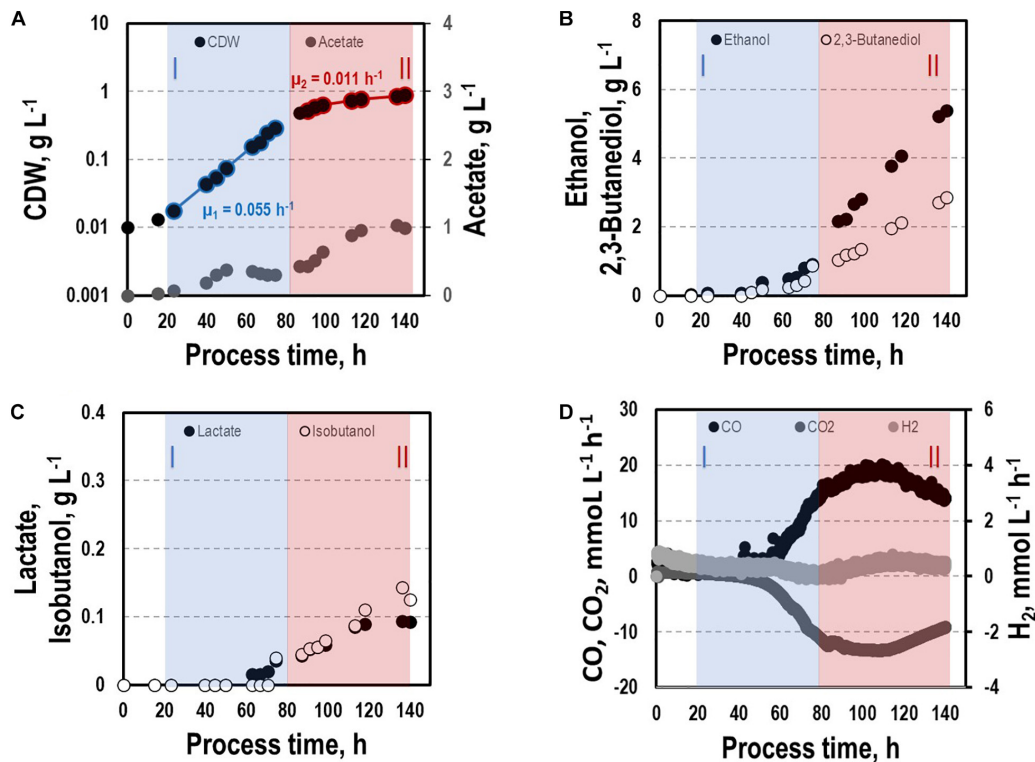 A
CDW, g L-1
10
1
0.1
0.01
0.001
CDW
Acetate
I
II
μ1 = 0.055 h-1
μ2 = 0.011 h-1
4
3
2
1
0
Acetate, g L-1
0 20 40 60 80 100 120 140
Process time, h
B
Ethanol,
2,3-Butanediol, g L-1
8
6
4
2
0
Ethanol
2,3-Butanediol
I
II
0 20 40 60 80 100 120 140
Process time, h
C
Lactate,
Isobutanol, g L-1
0.4
0.3
0.2
0.1
0
Lactate
Isobutanol
I
II
0 20 40 60 80 100 120 140
Process time, h
D
CO, CO2, mmoL L-1 h-1
30
20
10
0
-10
-20
CO
CO2
H2
I
II
6
4
2
0
-2
-4
H2, mmol L-1 h-1
0 20 40 60 80 100 120 140
Process time, h